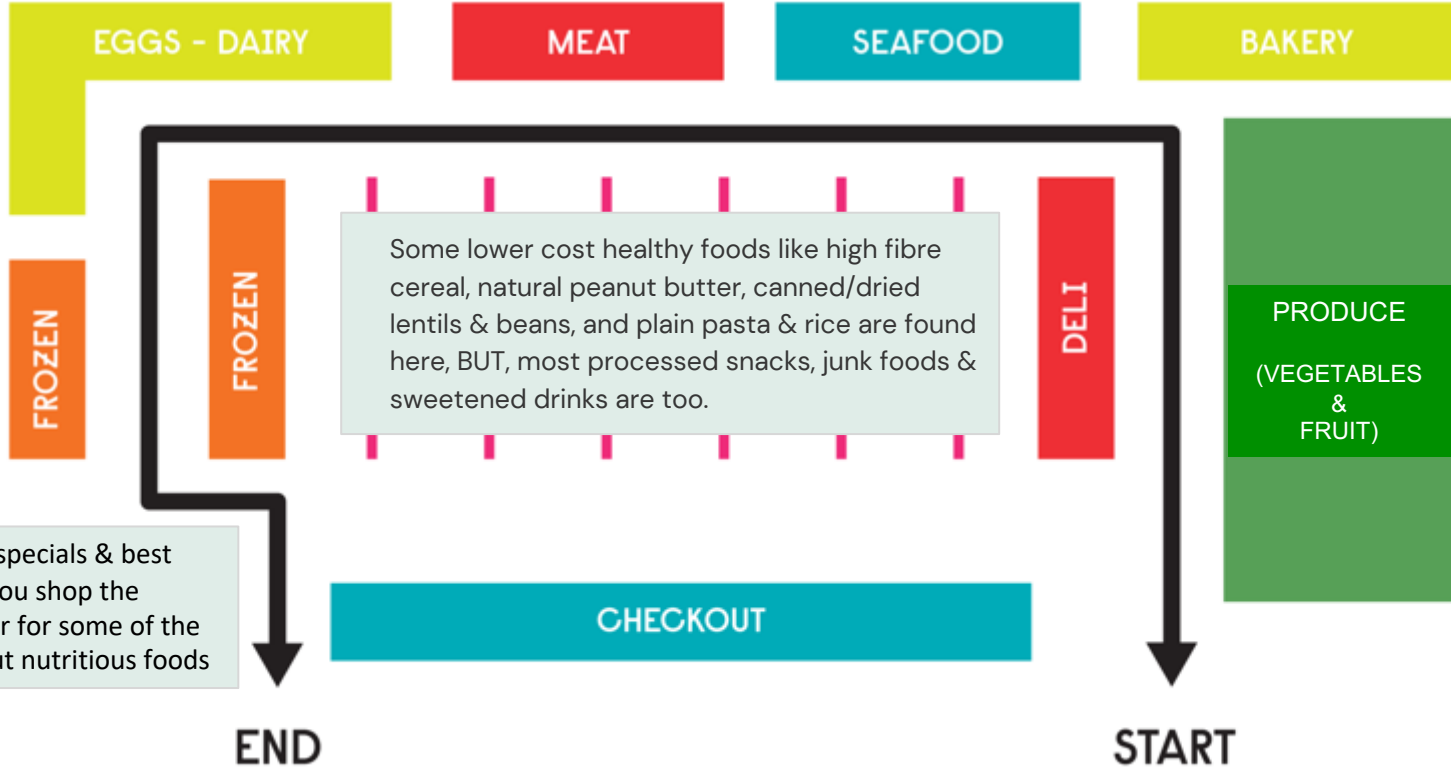 EGGS - DAIRY
MEAT
SEAFOOD
BAKERY
FROZEN
FROZEN
Some lower cost healthy foods like high fibre
cereal, natural peanut butter, canned/dried
lentils & beans, and plain pasta & rice are found
here, BUT, most processed snacks, junk foods &
sweetened drinks are too.
DELI
PRODUCE
(VEGETABLES
&
FRUIT)
specials & best
ou shop the
r for some of the
ut nutritious foods
CHECKOUT
END
START